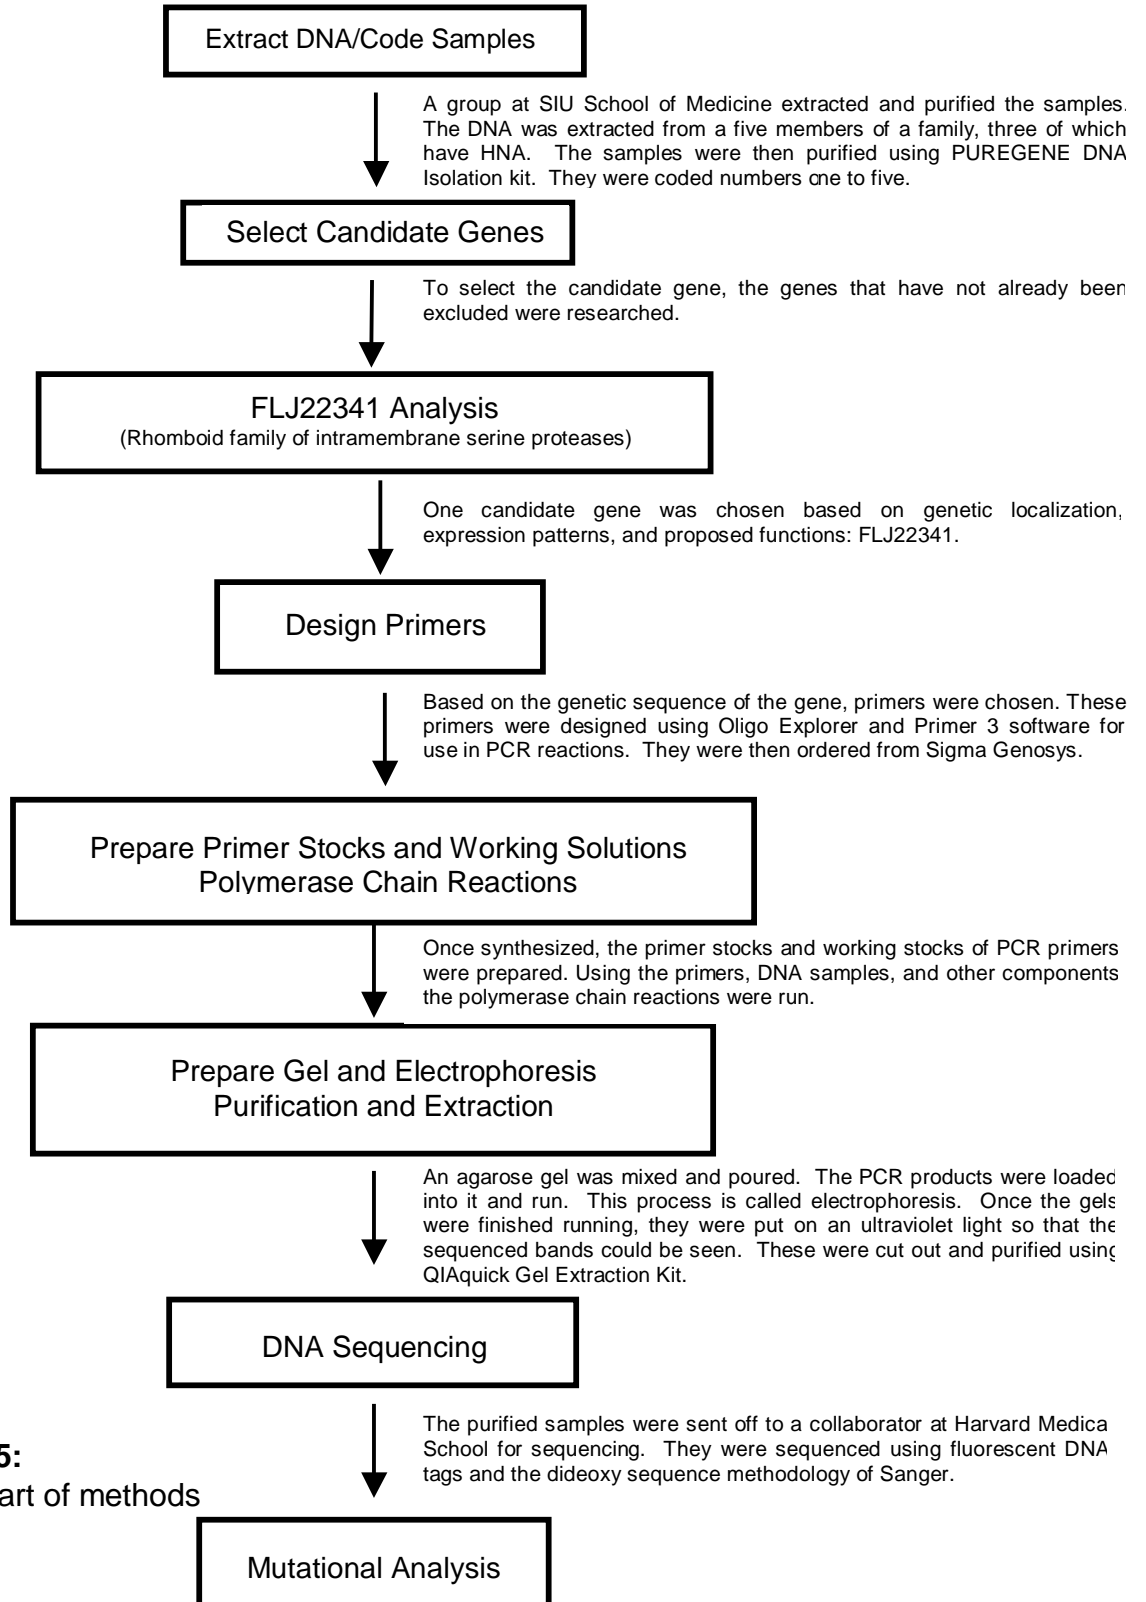 Extract DNA/Code Samples
A group at SIU School of Medicine extracted and purified the samples.
The DNA was extracted from a five members of a family, three of which
have HNA. The samples were then purified using PUREGENE DNA
Isolation kit. They were coded numbers one to five.
Select Candidate Genes
To select the candidate gene, the genes that have not already been
excluded were researched.
FLJ22341 Analysis
(Rhomboid family of intramembrane serine proteases)
One candidate gene was chosen based on genetic localization,
expression patterns, and proposed functions: FLJ22341.
Design Primers
Based on the genetic sequence of the gene, primers were chosen. These
primers were designed using Oligo Explorer and Primer 3 software for
use in PCR reactions. They were then ordered from Sigma Genosys.
Prepare Primer Stocks and Working Solutions
Polymerase Chain Reactions
Once synthesized, the primer stocks and working stocks of PCR primers
were prepared. Using the primers, DNA samples, and other components
the polymerase chain reactions were run.
Prepare Gel and Electrophoresis
Purification and Extraction
An agarose gel was mixed and poured. The PCR products were loaded
into it and run. This process is called electrophoresis. Once the gels
were finished running, they were put on an ultraviolet light so that the
sequenced bands could be seen. These were cut out and purified using
QIAquick Gel Extraction Kit.
DNA Sequencing
The purified samples were sent off to a collaborator at Harvard Medica
School for sequencing. They were sequenced using fluorescent DNA
tags and the dideoxy sequence methodology of Sanger.
5:
art of methods
Mutational Analysis